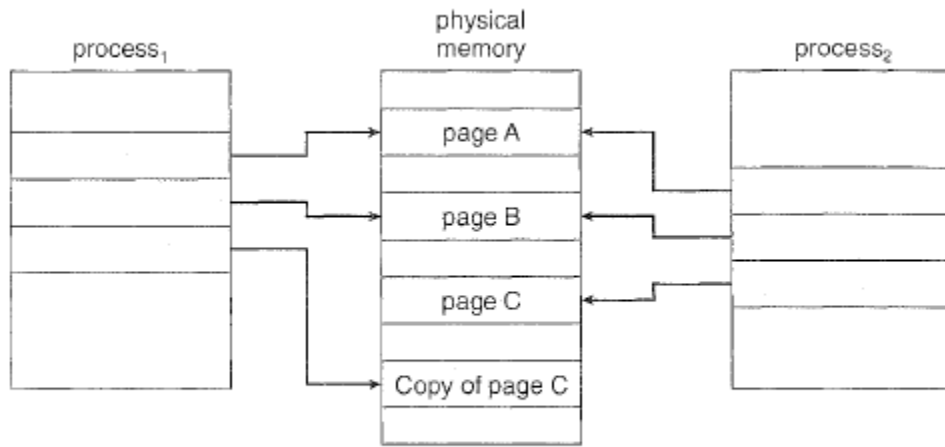 process₁
physical
memory
process₂
page A
page B
page C
Copy of page C